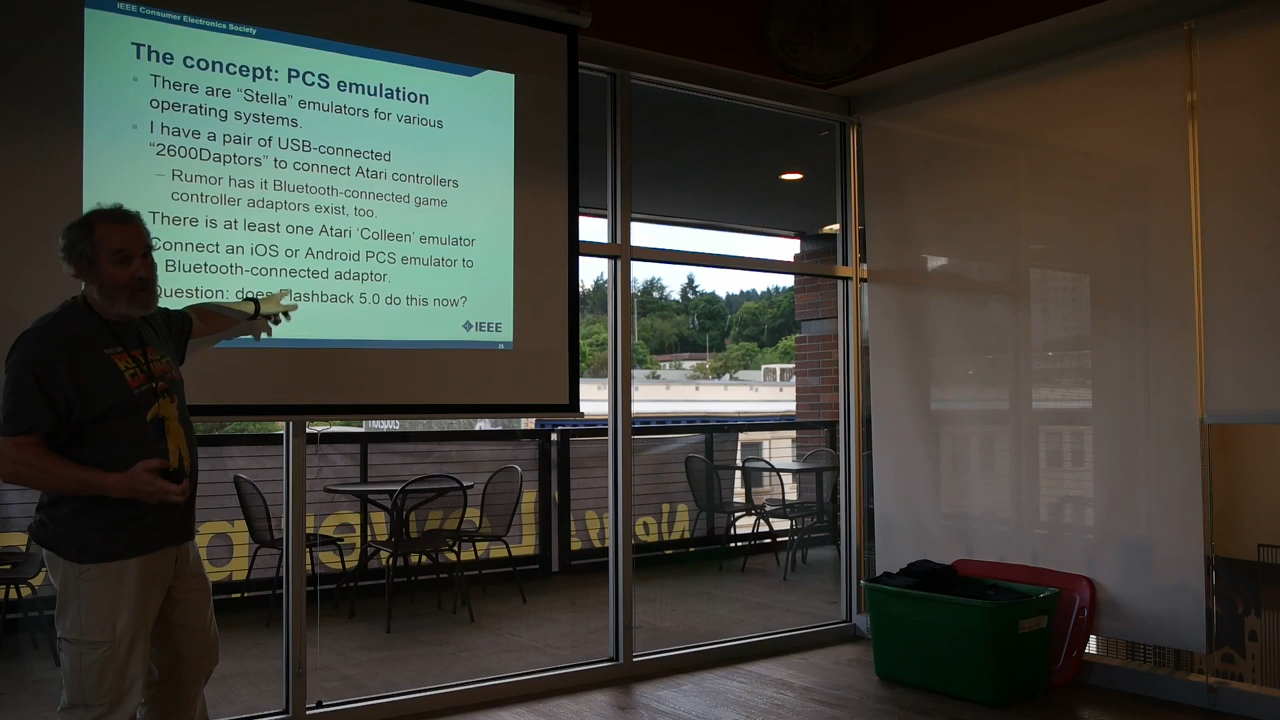 IEEE Consumer Electronics Society
The concept: PCS emulation
There are “Stella” emulators for various
operating systems.
I have a pair of USB-connected
“2600Daptors” to connect Atari controllers
– Rumor has it Bluetooth-connected game
controller adaptors exist, too.
There is at least one Atari ‘Colleen’ emulator
Connect an iOS or Android PCS emulator to
Bluetooth-connected adaptor.
Question: does Flashback 5.0 do this now?
IEEE
25
hotspots